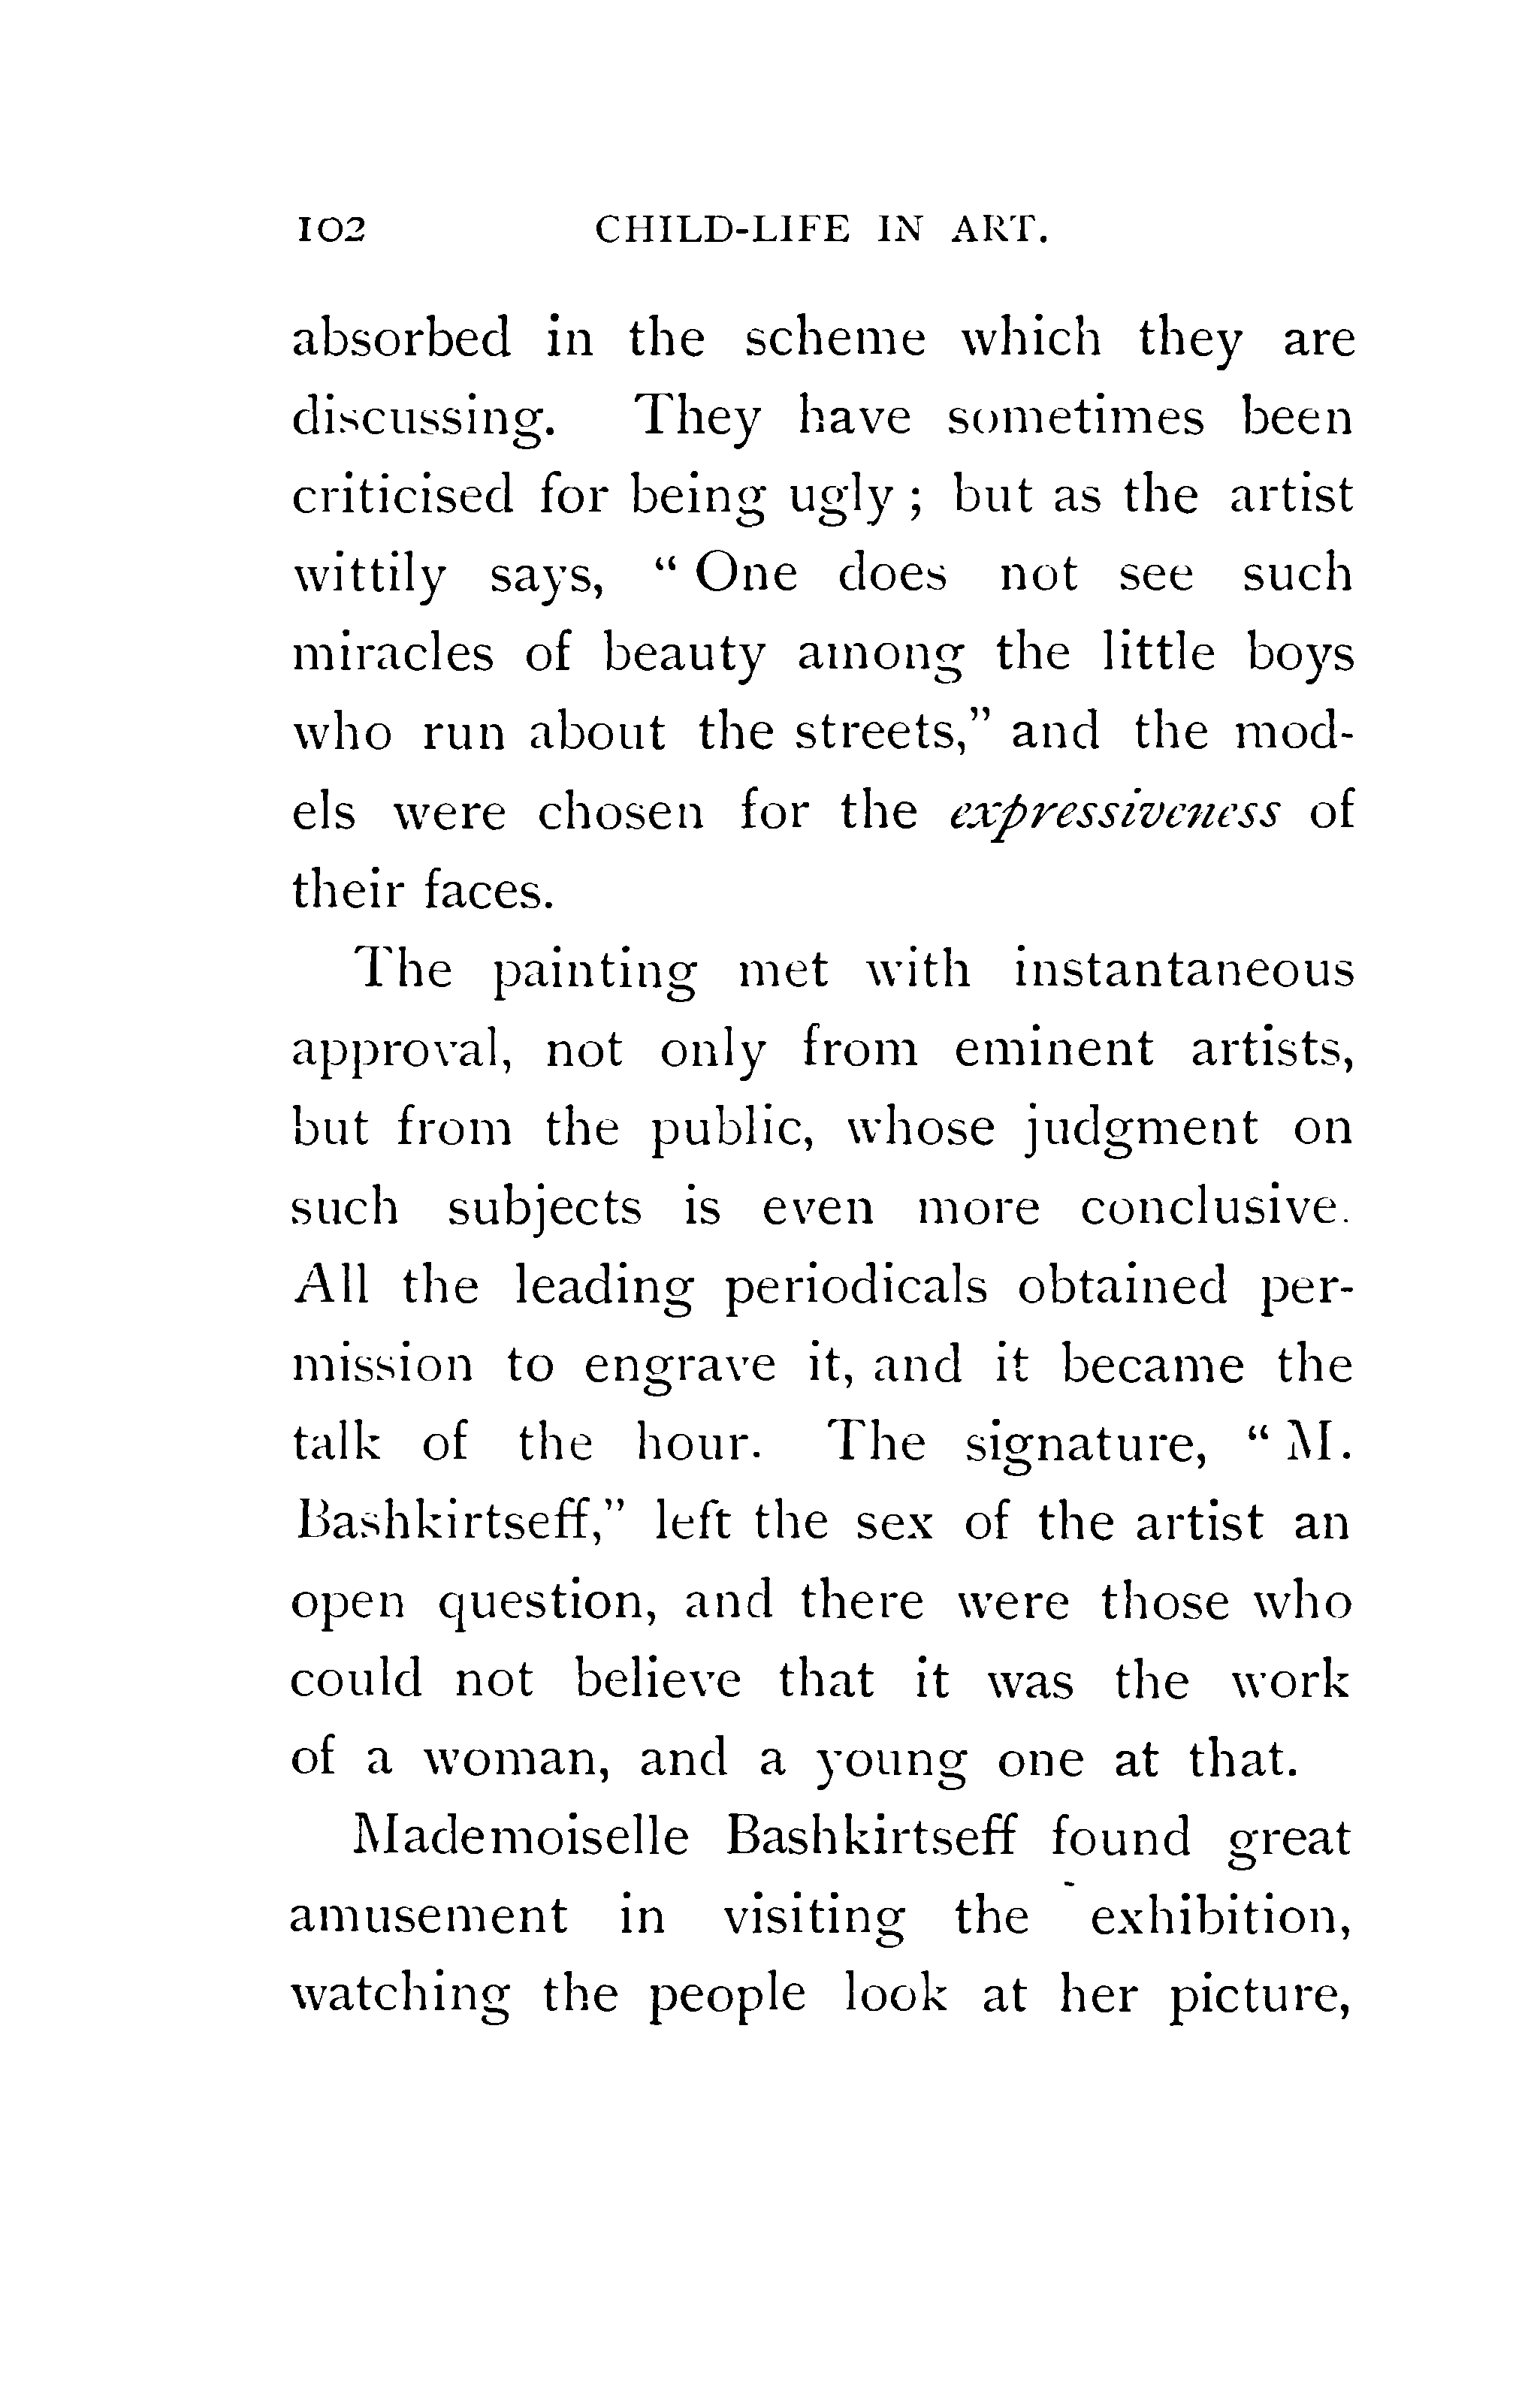 102 CHILD-LIFE IN ART.
absorbed in the scheme which they are
discussing. They have sometimes been
criticised for being ugly ; but as the artist
wittily says, “ One does not see such
miracles of beauty among the little boys
who run about the streets,” and the mod-
els were chosen for the expressiveness of
their faces.
The painting met with instantaneous
approval, not only from eminent artists,
but from the public, whose judgment on
such subjects is even more conclusive.
All the leading periodicals obtained per-
mission to engrave it, and it became the
talk of the hour. The signature, “ M.
Bashkirtseff,” left the sex of the artist an
open question, and there were those who
could not believe that it was the work
of a woman, and a young one at that.
Mademoiselle Bashkirtseff found great
amusement in visiting the exhibition,
watching the people look at her picture,